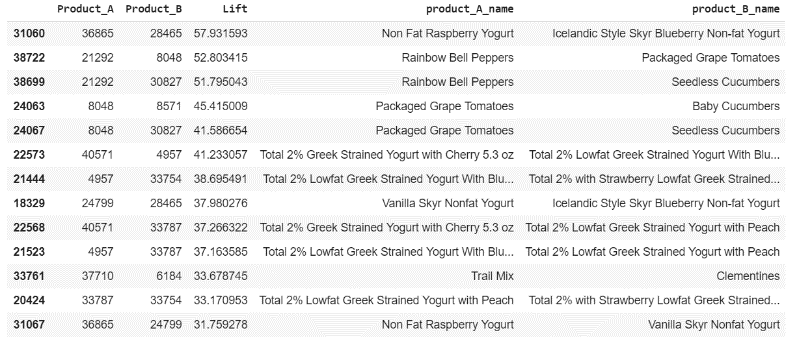 Product_A Product_B Lift product_A_name product_B_name
31060 36865 28465 57.931593 Non Fat Raspberry Yogurt Icelandic Style Skyr Blueberry Non-fat Yogurt
38722 21292 8048 52.803415 Rainbow Bell Peppers Packaged Grape Tomatoes
38699 21292 30827 51.795043 Rainbow Bell Peppers Seedless Cucumbers
24063 8048 8571 45.415009 Packaged Grape Tomatoes Baby Cucumbers
24067 8048 30827 41.586654 Packaged Grape Tomatoes Seedless Cucumbers
22573 40571 4957 41.233057 Total 2% Greek Strained Yogurt with Cherry 5.3 oz Total 2% Lowfat Greek Strained Yogurt With Blu...
21444 4957 33754 38.695491 Total 2% Lowfat Greek Strained Yogurt With Blu... Total 2% with Strawberry Lowfat Greek Strained...
18329 24799 28465 37.980276 Vanilla Skyr Nonfat Yogurt Icelandic Style Skyr Blueberry Non-fat Yogurt
22568 40571 33787 37.266322 Total 2% Greek Strained Yogurt with Cherry 5.3 oz Total 2% Lowfat Greek Strained Yogurt with Peach
21523 4957 33787 37.163585 Total 2% Lowfat Greek Strained Yogurt With Blu... Total 2% Lowfat Greek Strained Yogurt with Peach
33761 37710 6184 33.678745 Trail Mix Clementines
20424 33787 33754 33.170953 Total 2% Lowfat Greek Strained Yogurt with Peach Total 2% with Strawberry Lowfat Greek Strained...
31067 36865 24799 31.759278 Non Fat Raspberry Yogurt Vanilla Skyr Nonfat Yogurt